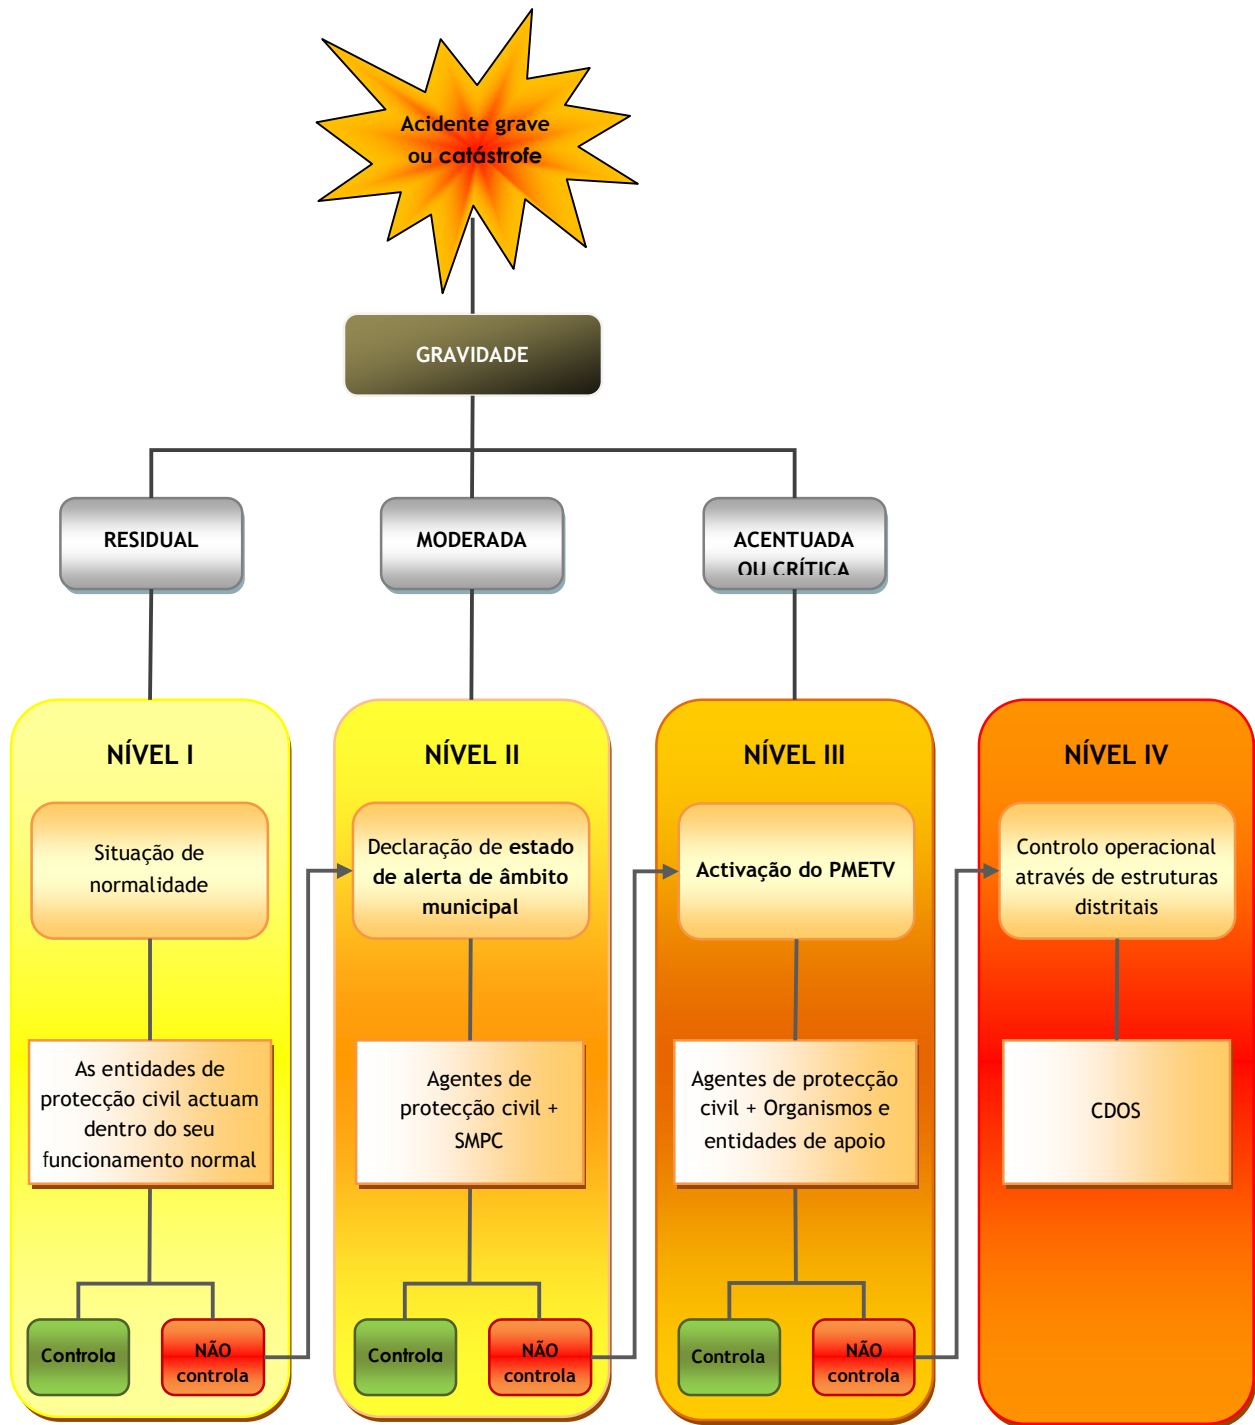 Acidente grave
ou catástrofe
GRAVIDADE
RESIDUAL
MODERADA
ACENTUADA
OU CRÍTICA
NÍVEL I
Situação de
normalidade
As entidades de
protecção civil actuam
dentro do seu
funcionamento normal
Controla
NÃO
controla
NÍVEL II
Declaração de estado
de alerta de âmbito
municipal
Agentes de
protecção civil +
SMPC
Controla
NÃO
controla
NÍVEL III
Activação do PMETV
Agentes de protecção
civil + Organismos e
entidades de apoio
Controla
NÃO
controla
NÍVEL IV
Controlo operacional
através de estruturas
distritais
CDOS